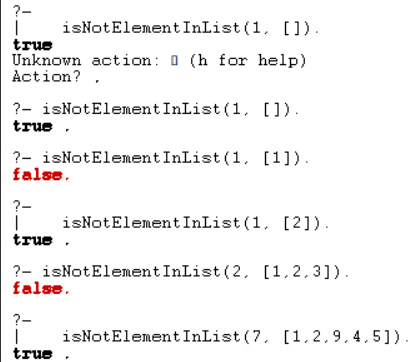 ?-
|    isNotElementInList(1, []).
true
Unknown action: (h for help)
Action? .
?- isNotElementInList(1, []).
true .
?- isNotElementInList(1, [1]).
false.
?-
|    isNotElementInList(1, [2]).
true .
?- isNotElementInList(2, [1,2,3]).
false.
?-
|    isNotElementInList(7, [1,2,9,4,5]).
true .